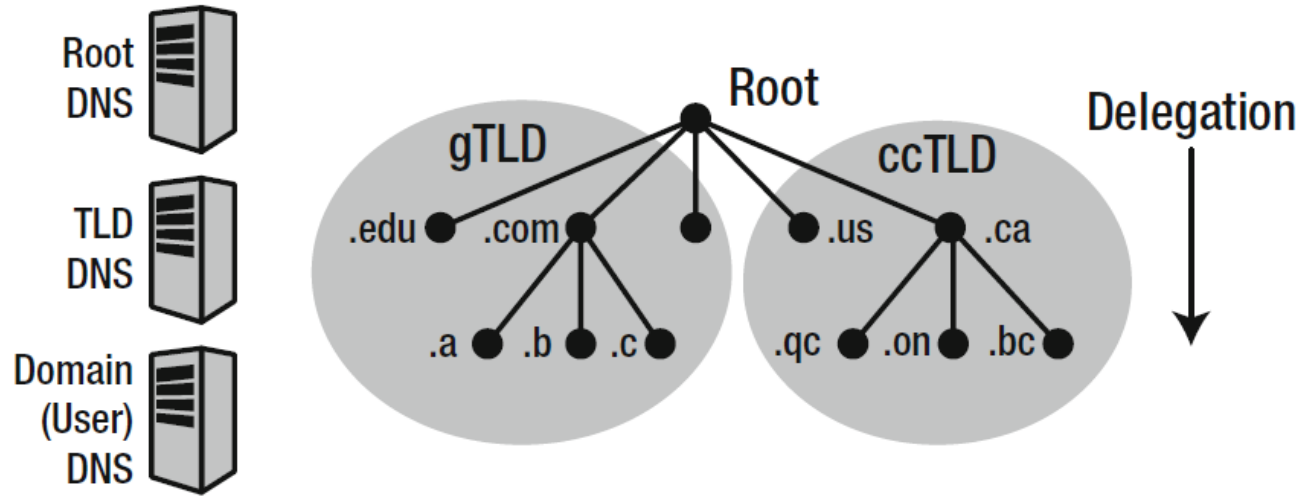 Root
DNS
TLD
DNS
Domain
(User)
DNS
Root
gTLD
ccTLD
.edu
.com
.us
.ca
.a
.b
.c
.qc
.on
.bc
Delegation